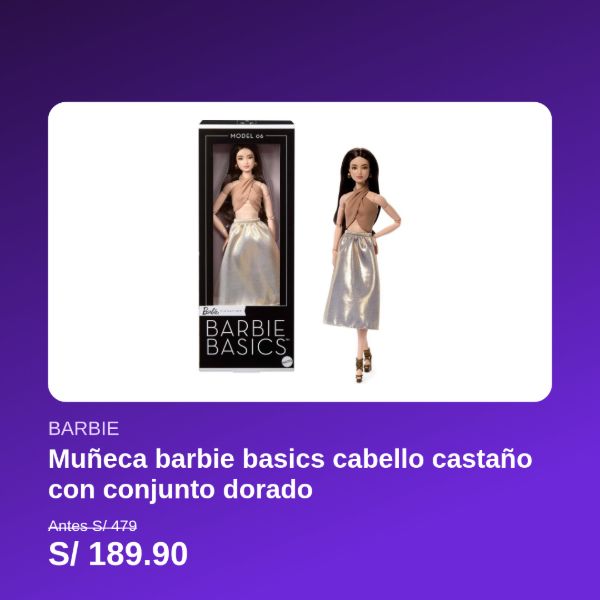 MODEL 06
Barbie
BARBIE
BASICS
BARBIE
Muñeca barbie basics cabello castaño
con conjunto dorado
Antes S/ 479
S/ 189.90